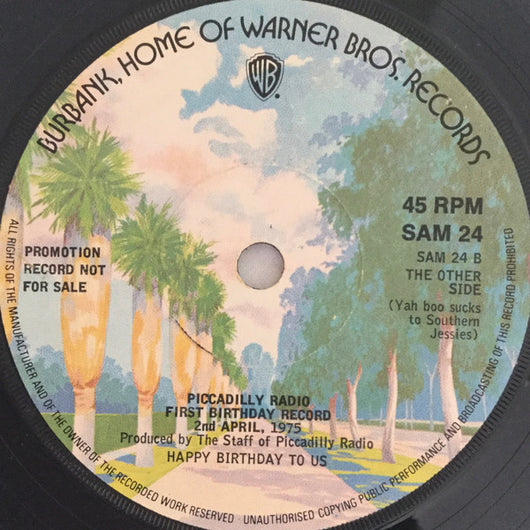 BURBANK, HOME OF WARNER BROS. RECORDS
WB
45 RPM
SAM 24
SAM 24 B
THE OTHER
SIDE
(Yah boo sucks
to Southern
Jessies)
PROMOTION
RECORD NOT
FOR SALE
PICCADILLY RADIO
FIRST BIRTHDAY RECORD
2nd APRIL, 1975
Produced by The Staff of Piccadilly Radio
HAPPY BIRTHDAY TO US
ALL RIGHTS OF THE MANUFACTURER AND OF THE OWNER OF THE RECORDED WORK RESERVED · UNAUTHORISED COPYING PUBLIC PERFORMANCE AND BROADCASTING OF THIS RECORD PROHIBITED